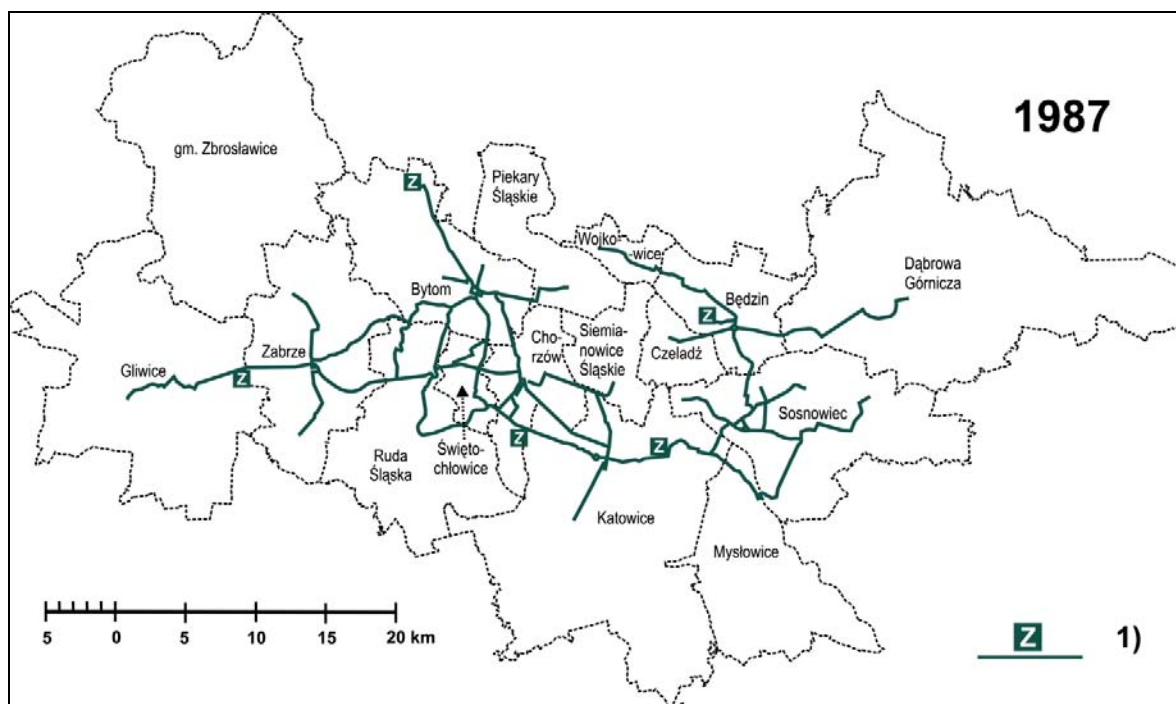 1987
gm. Zbrosławice
Piekary
Śląskie
Z
Wojko-
-wice
Dąbrowa
Górnicza
Będzin
Z
Bytom
Cho-
rzów
Siemia-
nowice
Śląskie
Czeladź
Zabrze
Gliwice
Z
Sosnowiec
Ruda
Śląska
Święto-
chłowice
Z
Z
Katowice
Mysłowice
5 0 5 10 15 20 km
Z 1)